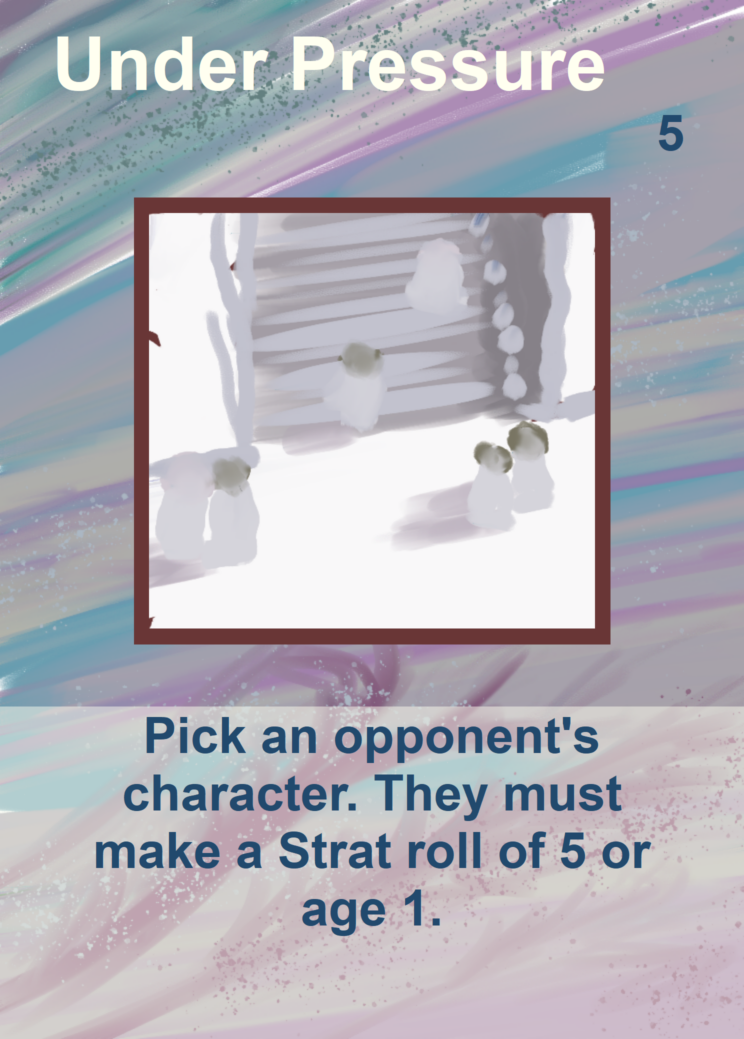 Under Pressure
5
Pick an opponent's
character. They must
make a Strat roll of 5 or
age 1.